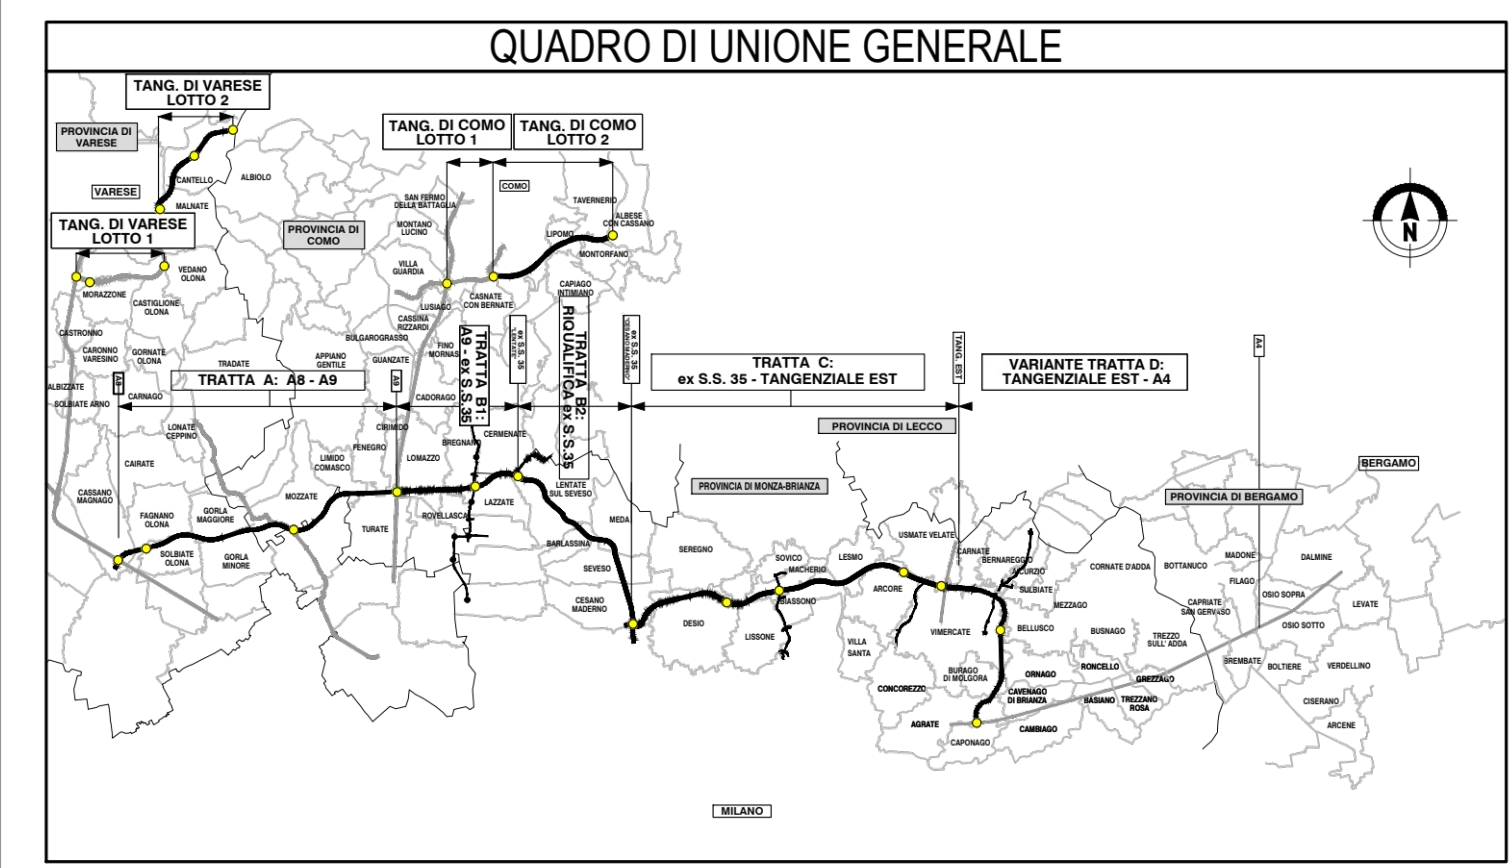 QUADRO DI UNIONE GENERALE
TANG. DI VARESE
LOTTO 2
PROVINCIA DI
VARESE
VARESE
CANTELLO
ALBIOLO
MALNATE
TANG. DI VARESE
LOTTO 1
TANG. DI COMO
LOTTO 1
TANG. DI COMO
LOTTO 2
COMO
PROVINCIA DI
COMO
SAN FERMO
DELLA BATTAGLIA
MONTANO
LUCINO
VILLA
GUARDIA
TAVERNERIO
ALBESE
CON CASSANO
LIPOMO
MONTORFANO
CAPIAGO
INTIMIANO
VEDANO
OLONA
MORAZZONE
CASTIGLIONE
OLONA
LUSIAGO
CASNATE
CON BERNATE
CASSINA
RIZZARDI
BULGAROGRASSO
FINO
MORNAS
CASTRONNO
CARONNO
VARESINO
GORNATE
OLONA
TRADATE
APPIANO
GENTILE
GUANZATE
ALBIZZATE
SOLBIATE ARNO
CARNAGO
CADORAGO
A8
TRATTA A: A8 - A9
A9
TRATTA B1:
A9 - ex S.S.35
ex S.S. 35
"LENTATE"
TRATTA B2:
RIQUALIFICA ex S.S.35
ex S.S. 35
"CESANO MADERNO"
TRATTA C:
ex S.S. 35 - TANGENZIALE EST
TANG. EST
VARIANTE TRATTA D:
TANGENZIALE EST - A4
A4
N
LONATE
CEPPINO
CIRIMIDO
FENEGRO
LIMIDO
COMASCO
LOMAZZO
BREGNANO
CERMENATE
PROVINCIA DI LECCO
BERGAMO
PROVINCIA DI MONZA-BRIANZA
PROVINCIA DI BERGAMO
CAIRATE
CASSANO
MAGNAGO
FAGNANO
OLONA
GORLA
MAGGIORE
MOZZATE
TURATE
ROVELLASCA
LAZZATE
LENTATE
SUL SEVESO
MEDA
BARLASSINA
SEVESO
SOLBIATE
OLONA
GORLA
MINORE
CESANO
MADERNO
SEREGNO
DESIO
LISSONE
SOVICO
MACHERIO
BIASSONO
LESMO
ARCORE
USMATE VELATE
CARNATE
BERNAREGGIO
AICURZIO
SULBIATE
MEZZAGO
CORNATE D'ADDA
BOTTANUCO
MADONE
FILAGO
DALMINE
OSIO SOPRA
CAPRIATE
SAN GERVASO
LEVATE
OSIO SOTTO
VILLA
SANTA
VIMERCATE
BELLUSCO
BUSNAGO
TREZZO
SULL' ADDA
BREMBATE
BOLTIERE
VERDELLINO
CONCOREZZO
BURAGO
DI MOLGORA
ORNAGO
RONCELLO
GREZZAGO
CAVENAGO
DI BRIANZA
BASIANO
TREZZANO
ROSA
CISERANO
ARCENE
AGRATE
CAPONAGO
CAMBIAGO
MILANO